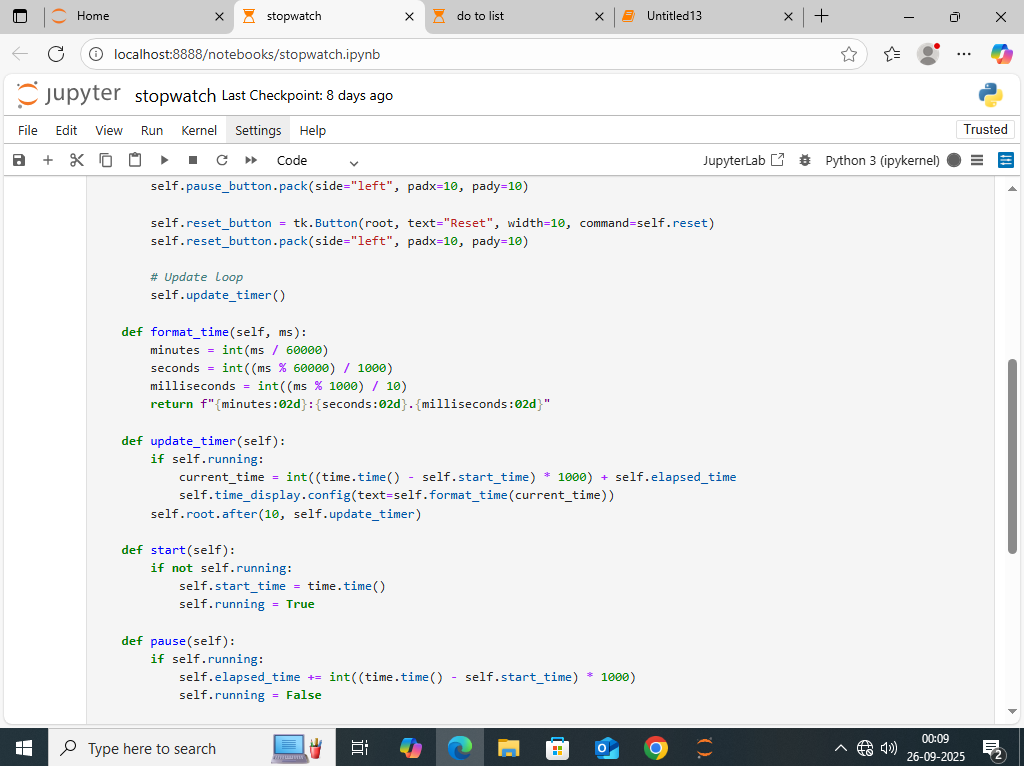 Home
stopwatch
do to list
Untitled13
localhost:8888/notebooks/stopwatch.ipynb
jupyter stopwatch Last Checkpoint: 8 days ago
File Edit View Run Kernel Settings Help
Trusted
Code
JupyterLab
Python 3 (ipykernel)
        self.pause_button.pack(side="left", padx=10, pady=10)

        self.reset_button = tk.Button(root, text="Reset", width=10, command=self.reset)
        self.reset_button.pack(side="left", padx=10, pady=10)

        # Update loop
        self.update_timer()

    def format_time(self, ms):
        minutes = int(ms / 60000)
        seconds = int((ms % 60000) / 1000)
        milliseconds = int((ms % 1000) / 10)
        return f"{minutes:02d}:{seconds:02d}.{milliseconds:02d}"

    def update_timer(self):
        if self.running:
            current_time = int((time.time() - self.start_time) * 1000) + self.elapsed_time
            self.time_display.config(text=self.format_time(current_time))
        self.root.after(10, self.update_timer)

    def start(self):
        if not self.running:
            self.start_time = time.time()
            self.running = True

    def pause(self):
        if self.running:
            self.elapsed_time += int((time.time() - self.start_time) * 1000)
            self.running = False
Type here to search
00:09
26-09-2025
2